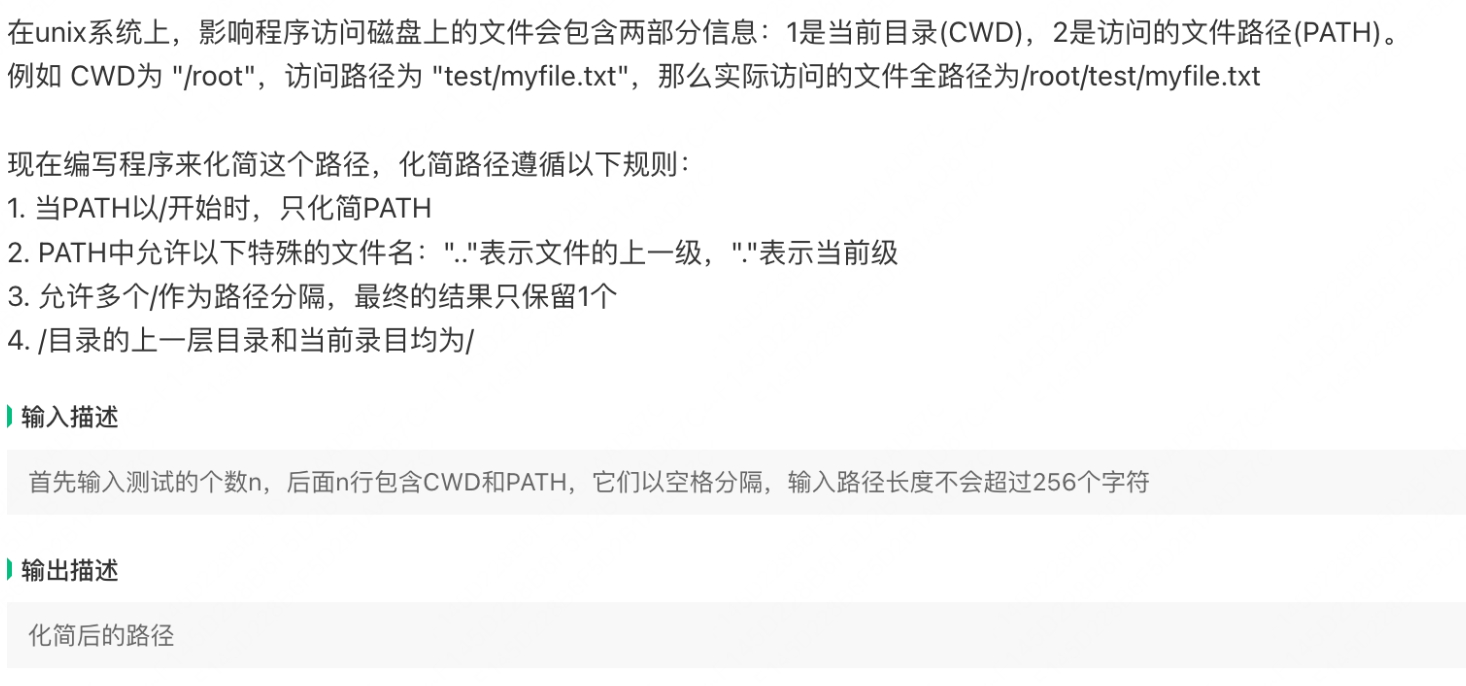 在unix系统上，影响程序访问磁盘上的文件会包含两部分信息：1是当前目录(CWD)，2是访问的文件路径(PATH)。
例如 CWD为 "/root"，访问路径为 "test/myfile.txt"，那么实际访问的文件全路径为/root/test/myfile.txt
现在编写程序来化简这个路径，化简路径遵循以下规则：
1. 当PATH以/开始时，只化简PATH
2. PATH中允许以下特殊的文件名：".."表示文件的上一级，"."表示当前级
3. 允许多个/作为路径分隔，最终的结果只保留1个
4. /目录的上一层目录和当前录目均为/
输入描述
首先输入测试的个数n，后面n行包含CWD和PATH，它们以空格分隔，输入路径长度不会超过256个字符
输出描述
化简后的路径